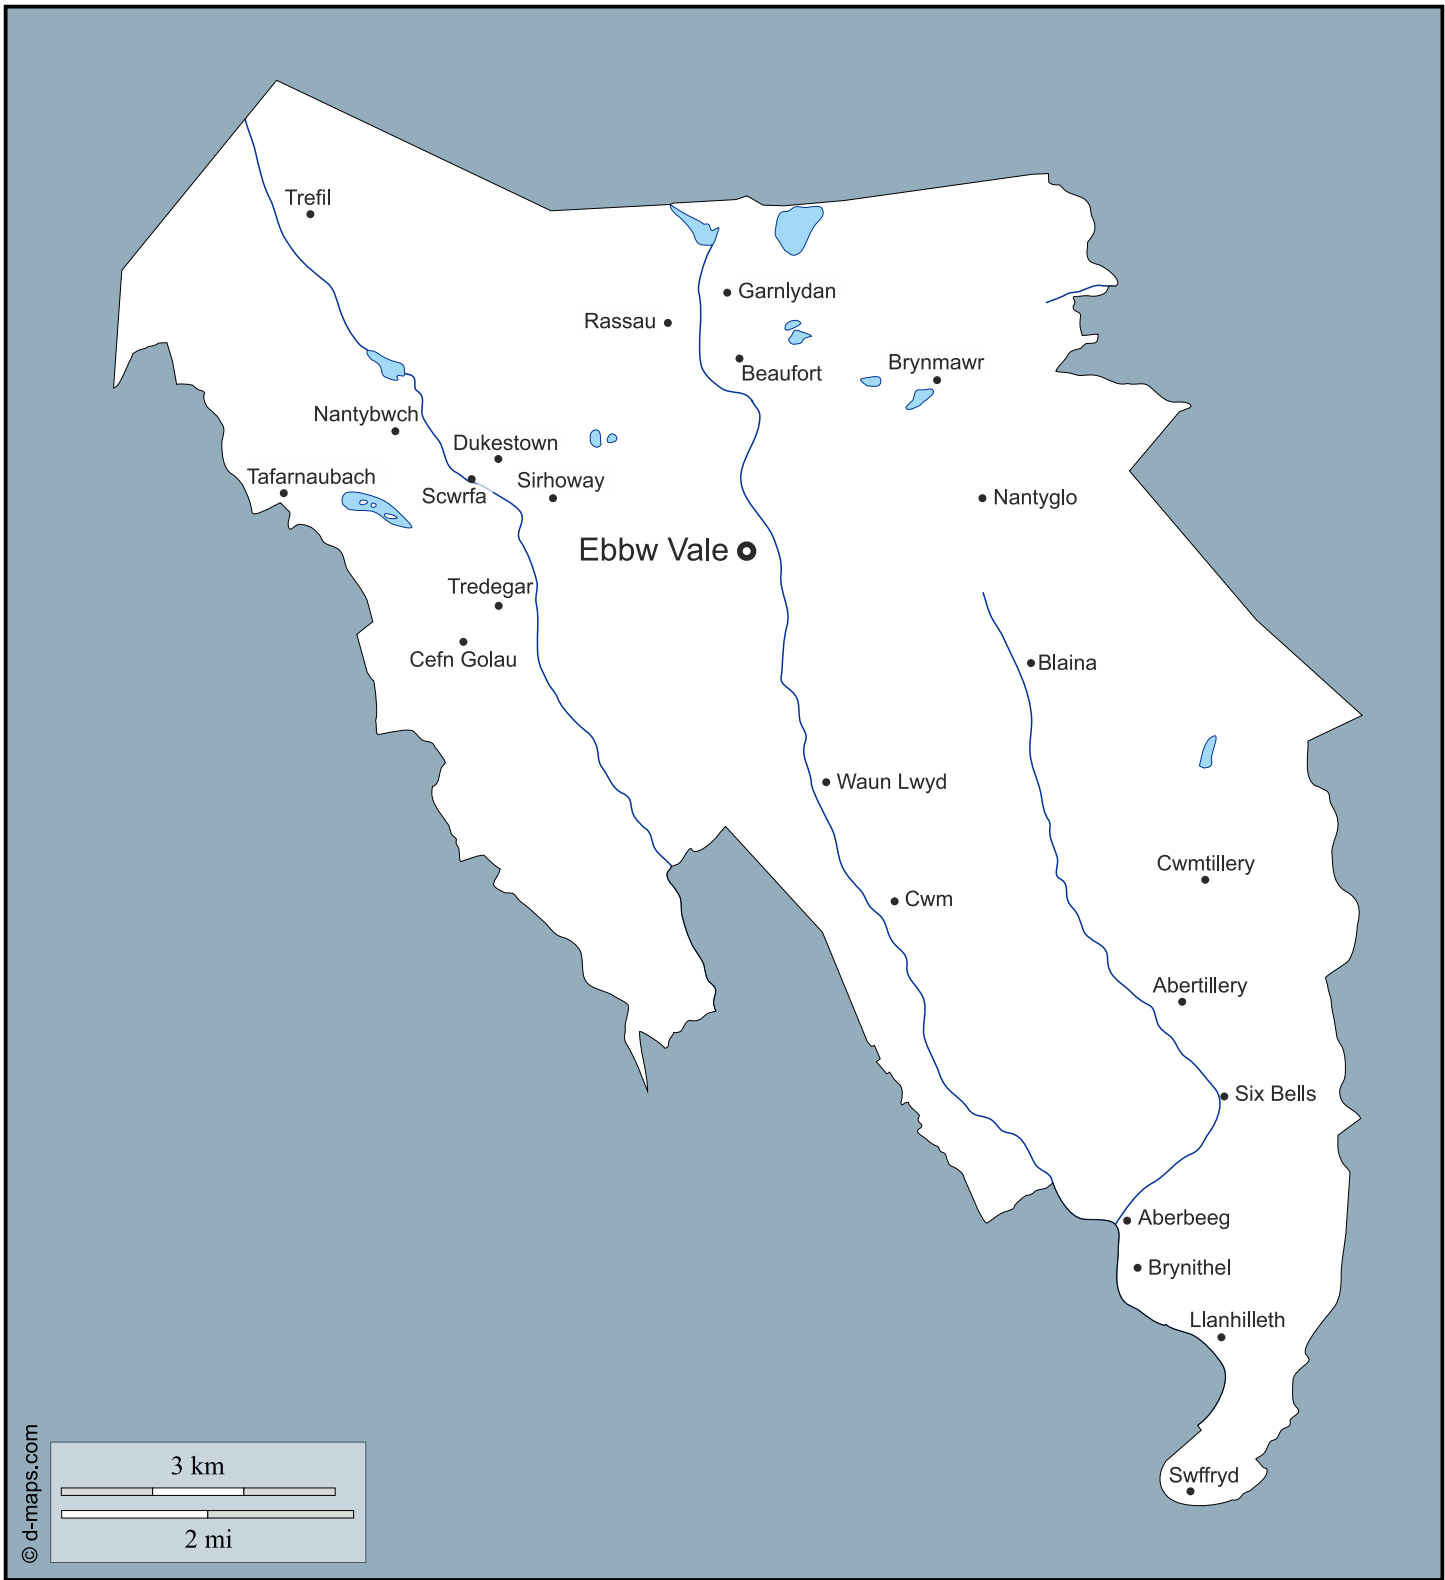 Trefil
Garnlydan
Rassau
Beaufort
Brynmawr
Nantybwch
Dukestown
Tafarnaubach
Scwrfa
Sirhoway
Nantyglo
Ebbw Vale
Tredegar
Cefn Golau
Blaina
Waun Lwyd
Cwmtillery
Cwm
Abertillery
Six Bells
Aberbeeg
Brynithel
Llanhilleth
Swffryd
3 km
2 mi
© d-maps.com